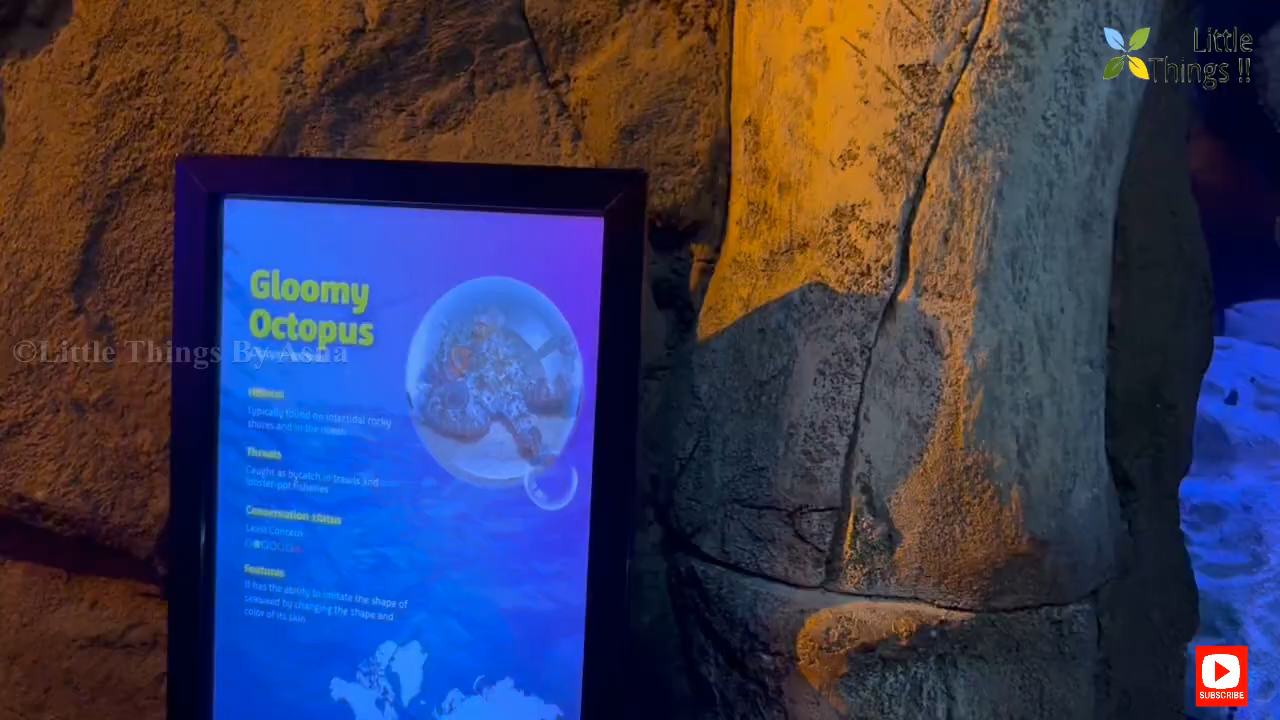 Little
Things !!
Gloomy
Octopus
©Little Things By Asha
Habitat
Typically found on intertidal rocky
shores and in the ocean
Threats
Caught as bycatch in trawls and
lobster-pot fisheries
Conservation status
Least Concern
Features
It has the ability to imitate the shape of
seaweed by changing the shape and
color of its skin
SUBSCRIBE